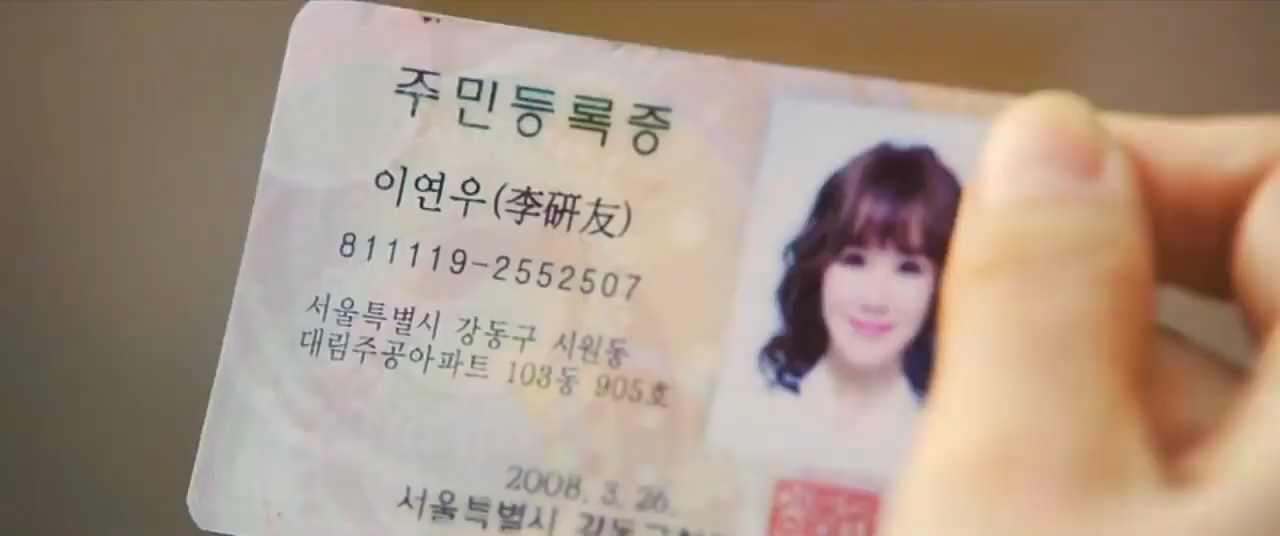 주민등록증
이연우(李硏友)
811119-2552507
서울특별시 강동구 시원동
대림주공아파트 103동 905호
2008. 3. 26.
서울특별시